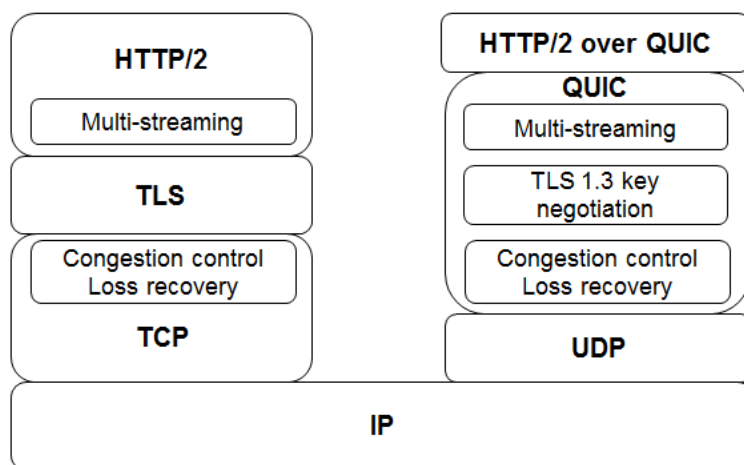 HTTP/2
Multi-streaming
TLS
Congestion control
Loss recovery
TCP
HTTP/2 over QUIC
QUIC
Multi-streaming
TLS 1.3 key
negotiation
Congestion control
Loss recovery
UDP
IP